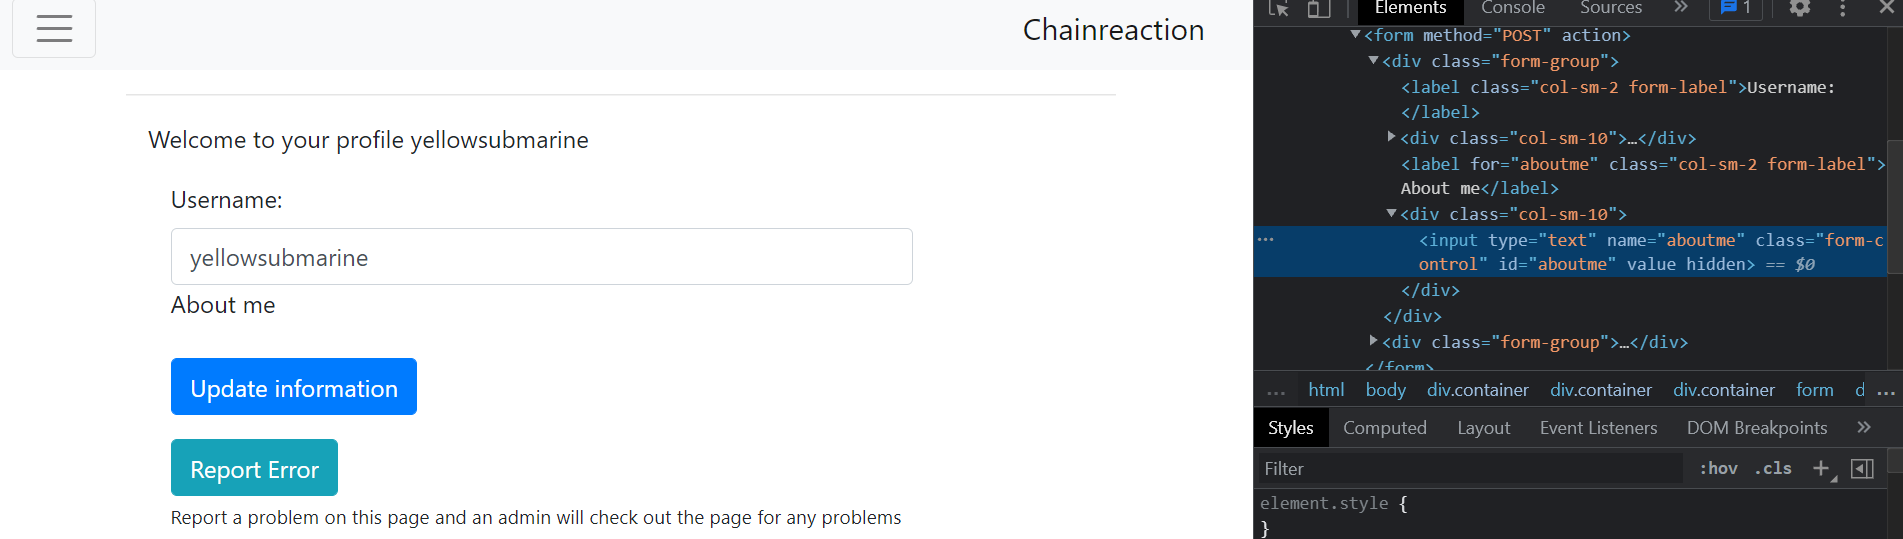 Chainreaction
Welcome to your profile yellowsubmarine
Username:
yellowsubmarine
About me
Update information
Report Error
Report a problem on this page and an admin will check out the page for any problems
Elements Console Sources » 1
▼<form method="POST" action>
▼<div class="form-group">
<label class="col-sm-2 form-label">Username:
</label>
▶<div class="col-sm-10">…</div>
<label for="aboutme" class="col-sm-2 form-label">
About me</label>
▼<div class="col-sm-10">
<input type="text" name="aboutme" class="form-c
ontrol" id="aboutme" value hidden> == $0
</div>
</div>
▶<div class="form-group">…</div>
</form>
… html body div.container div.container div.container form d …
Styles Computed Layout Event Listeners DOM Breakpoints »
Filter :hov .cls +
element.style {
}